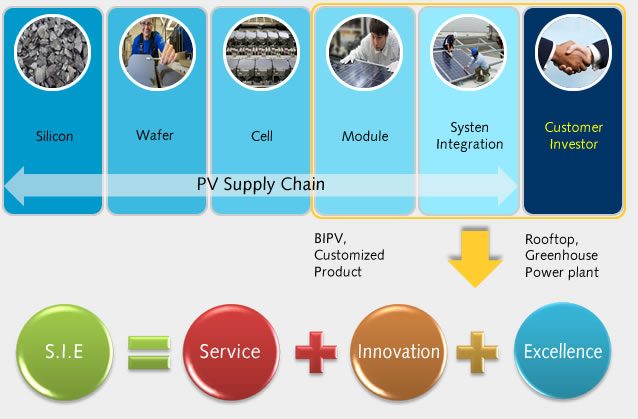 Silicon
Wafer
Cell
Module
Systen
Integration
Customer
Investor
PV Supply Chain
BIPV,
Customized
Product
Rooftop,
Greenhouse
Power plant
S.I.E
=
Service
+
Innovation
+
Excellence